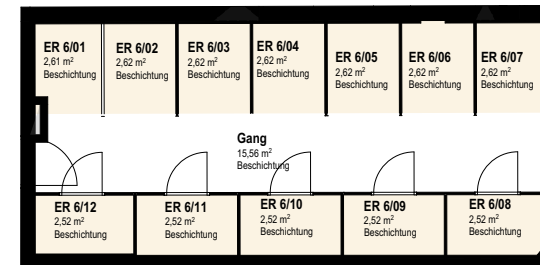 ER 6/01
2,61 m²
Beschichtung
ER 6/02
2,62 m²
Beschichtung
ER 6/03
2,62 m²
Beschichtung
ER 6/04
2,62 m²
Beschichtung
ER 6/05
2,62 m²
Beschichtung
ER 6/06
2,62 m²
Beschichtung
ER 6/07
2,62 m²
Beschichtung
Gang
15,56 m²
Beschichtung
ER 6/12
2,52 m²
Beschichtung
ER 6/11
2,52 m²
Beschichtung
ER 6/10
2,52 m²
Beschichtung
ER 6/09
2,52 m²
Beschichtung
ER 6/08
2,52 m²
Beschichtung